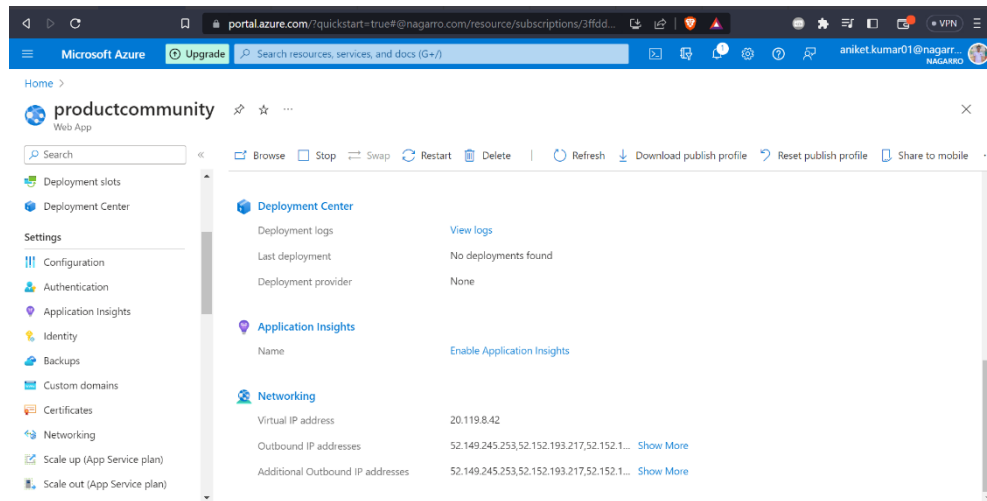 portal.azure.com/?quickstart=true#@nagarro.com/resource/subscriptions/3ffdd...
VPN
Microsoft Azure
Upgrade
Search resources, services, and docs (G+/)
1
aniket.kumar01@nagarr...
NAGARRO
Home >
productcommunity
Web App
Search
Browse Stop Swap Restart Delete Refresh Download publish profile Reset publish profile Share to mobile
Deployment slots
Deployment Center
Settings
Configuration
Authentication
Application Insights
Identity
Backups
Custom domains
Certificates
Networking
Scale up (App Service plan)
Scale out (App Service plan)
Deployment Center
Deployment logs View logs
Last deployment No deployments found
Deployment provider None
Application Insights
Name Enable Application Insights
Networking
Virtual IP address 20.119.8.42
Outbound IP addresses 52.149.245.253,52.152.193.217,52.152.1... Show More
Additional Outbound IP addresses 52.149.245.253,52.152.193.217,52.152.1... Show More